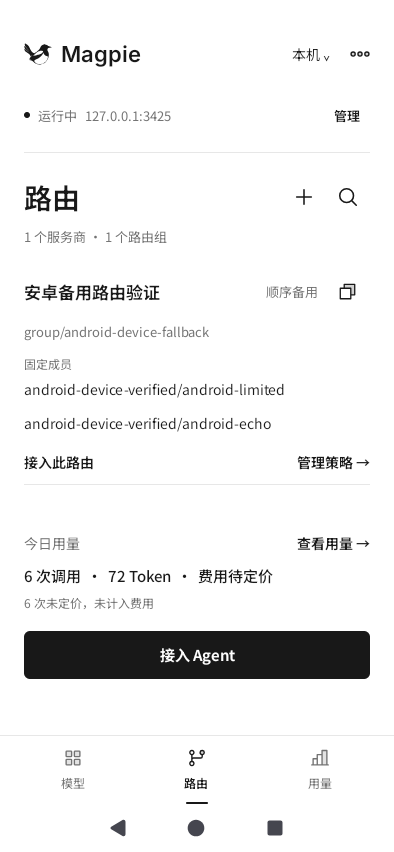 Magpie
本机
运行中 127.0.0.1:3425
管理
路由
1 个服务商 · 1 个路由组
安卓备用路由验证
顺序备用
group/android-device-fallback
固定成员
android-device-verified/android-limited
android-device-verified/android-echo
接入此路由
管理策略 →
今日用量
查看用量 →
6 次调用 · 72 Token · 费用待定价
6 次未定价，未计入费用
接入 Agent
模型
路由
用量